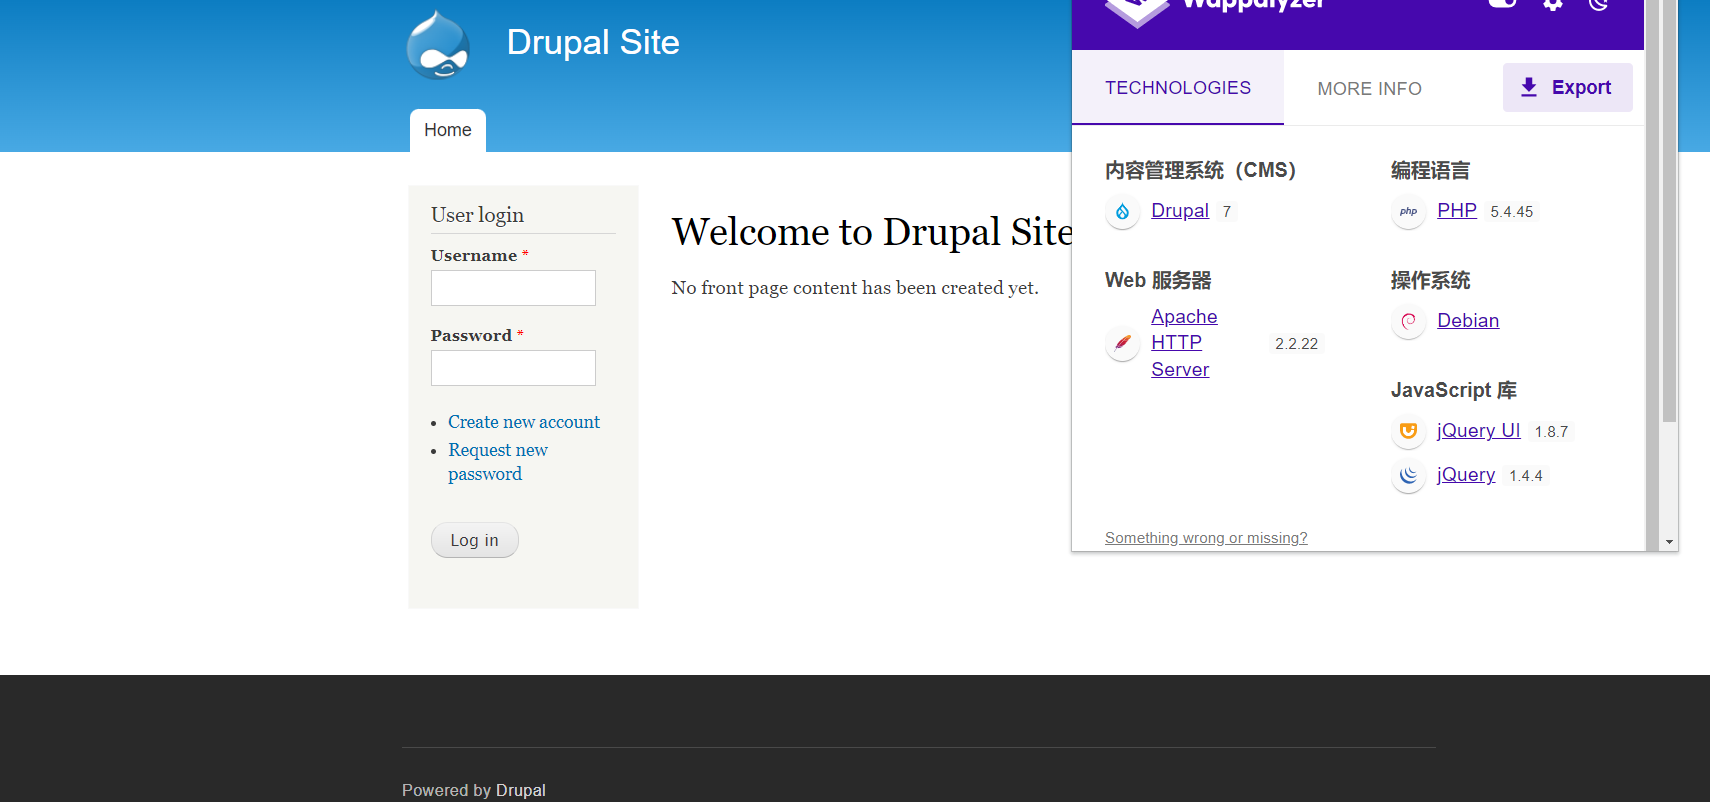 Drupal Site
Home
User login
Username *
Password *
Create new account
Request new
password
Log in
Welcome to Drupal Site
No front page content has been created yet.
Powered by Drupal
Wappalyzer
TECHNOLOGIES
MORE INFO
Export
内容管理系统（CMS）
Drupal 7
Web 服务器
Apache
HTTP
Server
2.2.22
编程语言
php PHP 5.4.45
操作系统
Debian
JavaScript 库
jQuery UI 1.8.7
jQuery 1.4.4
Something wrong or missing?